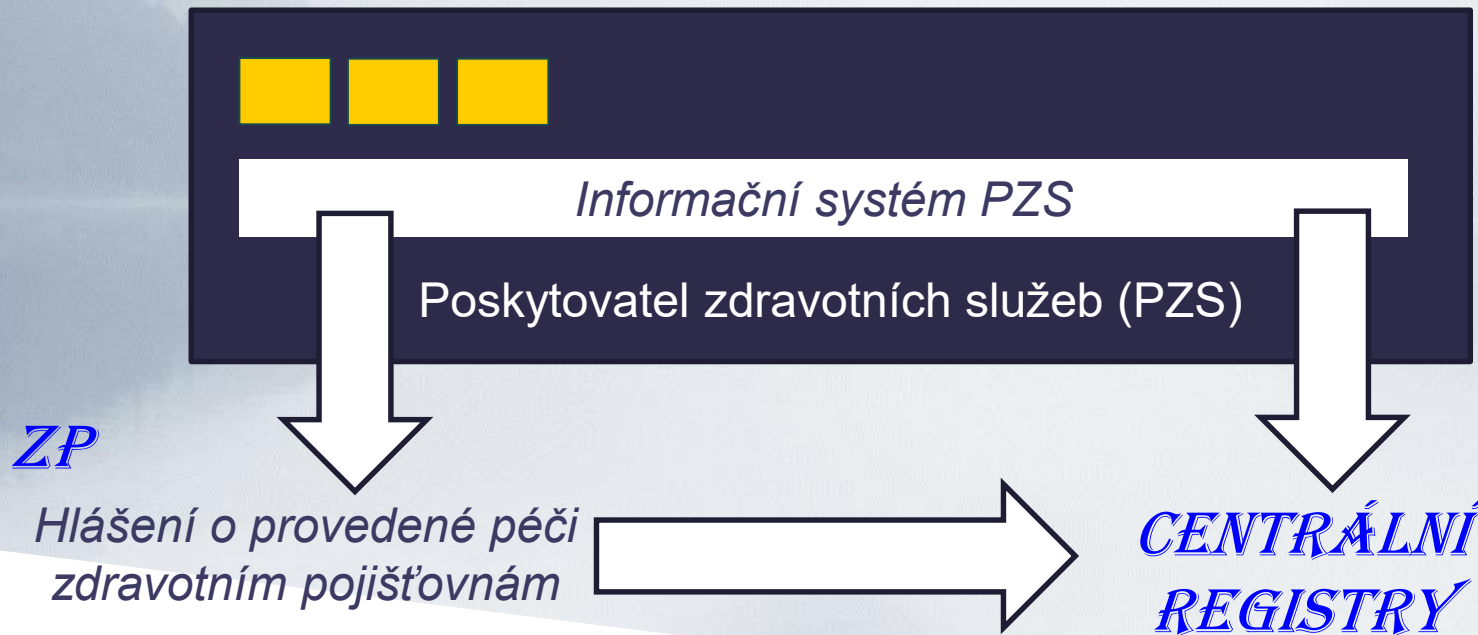 Informační systém PZS
Poskytovatel zdravotních služeb (PZS)
ZP
Hlášení o provedené péči
zdravotním pojišťovnám
CENTRÁLNÍ
REGISTRY